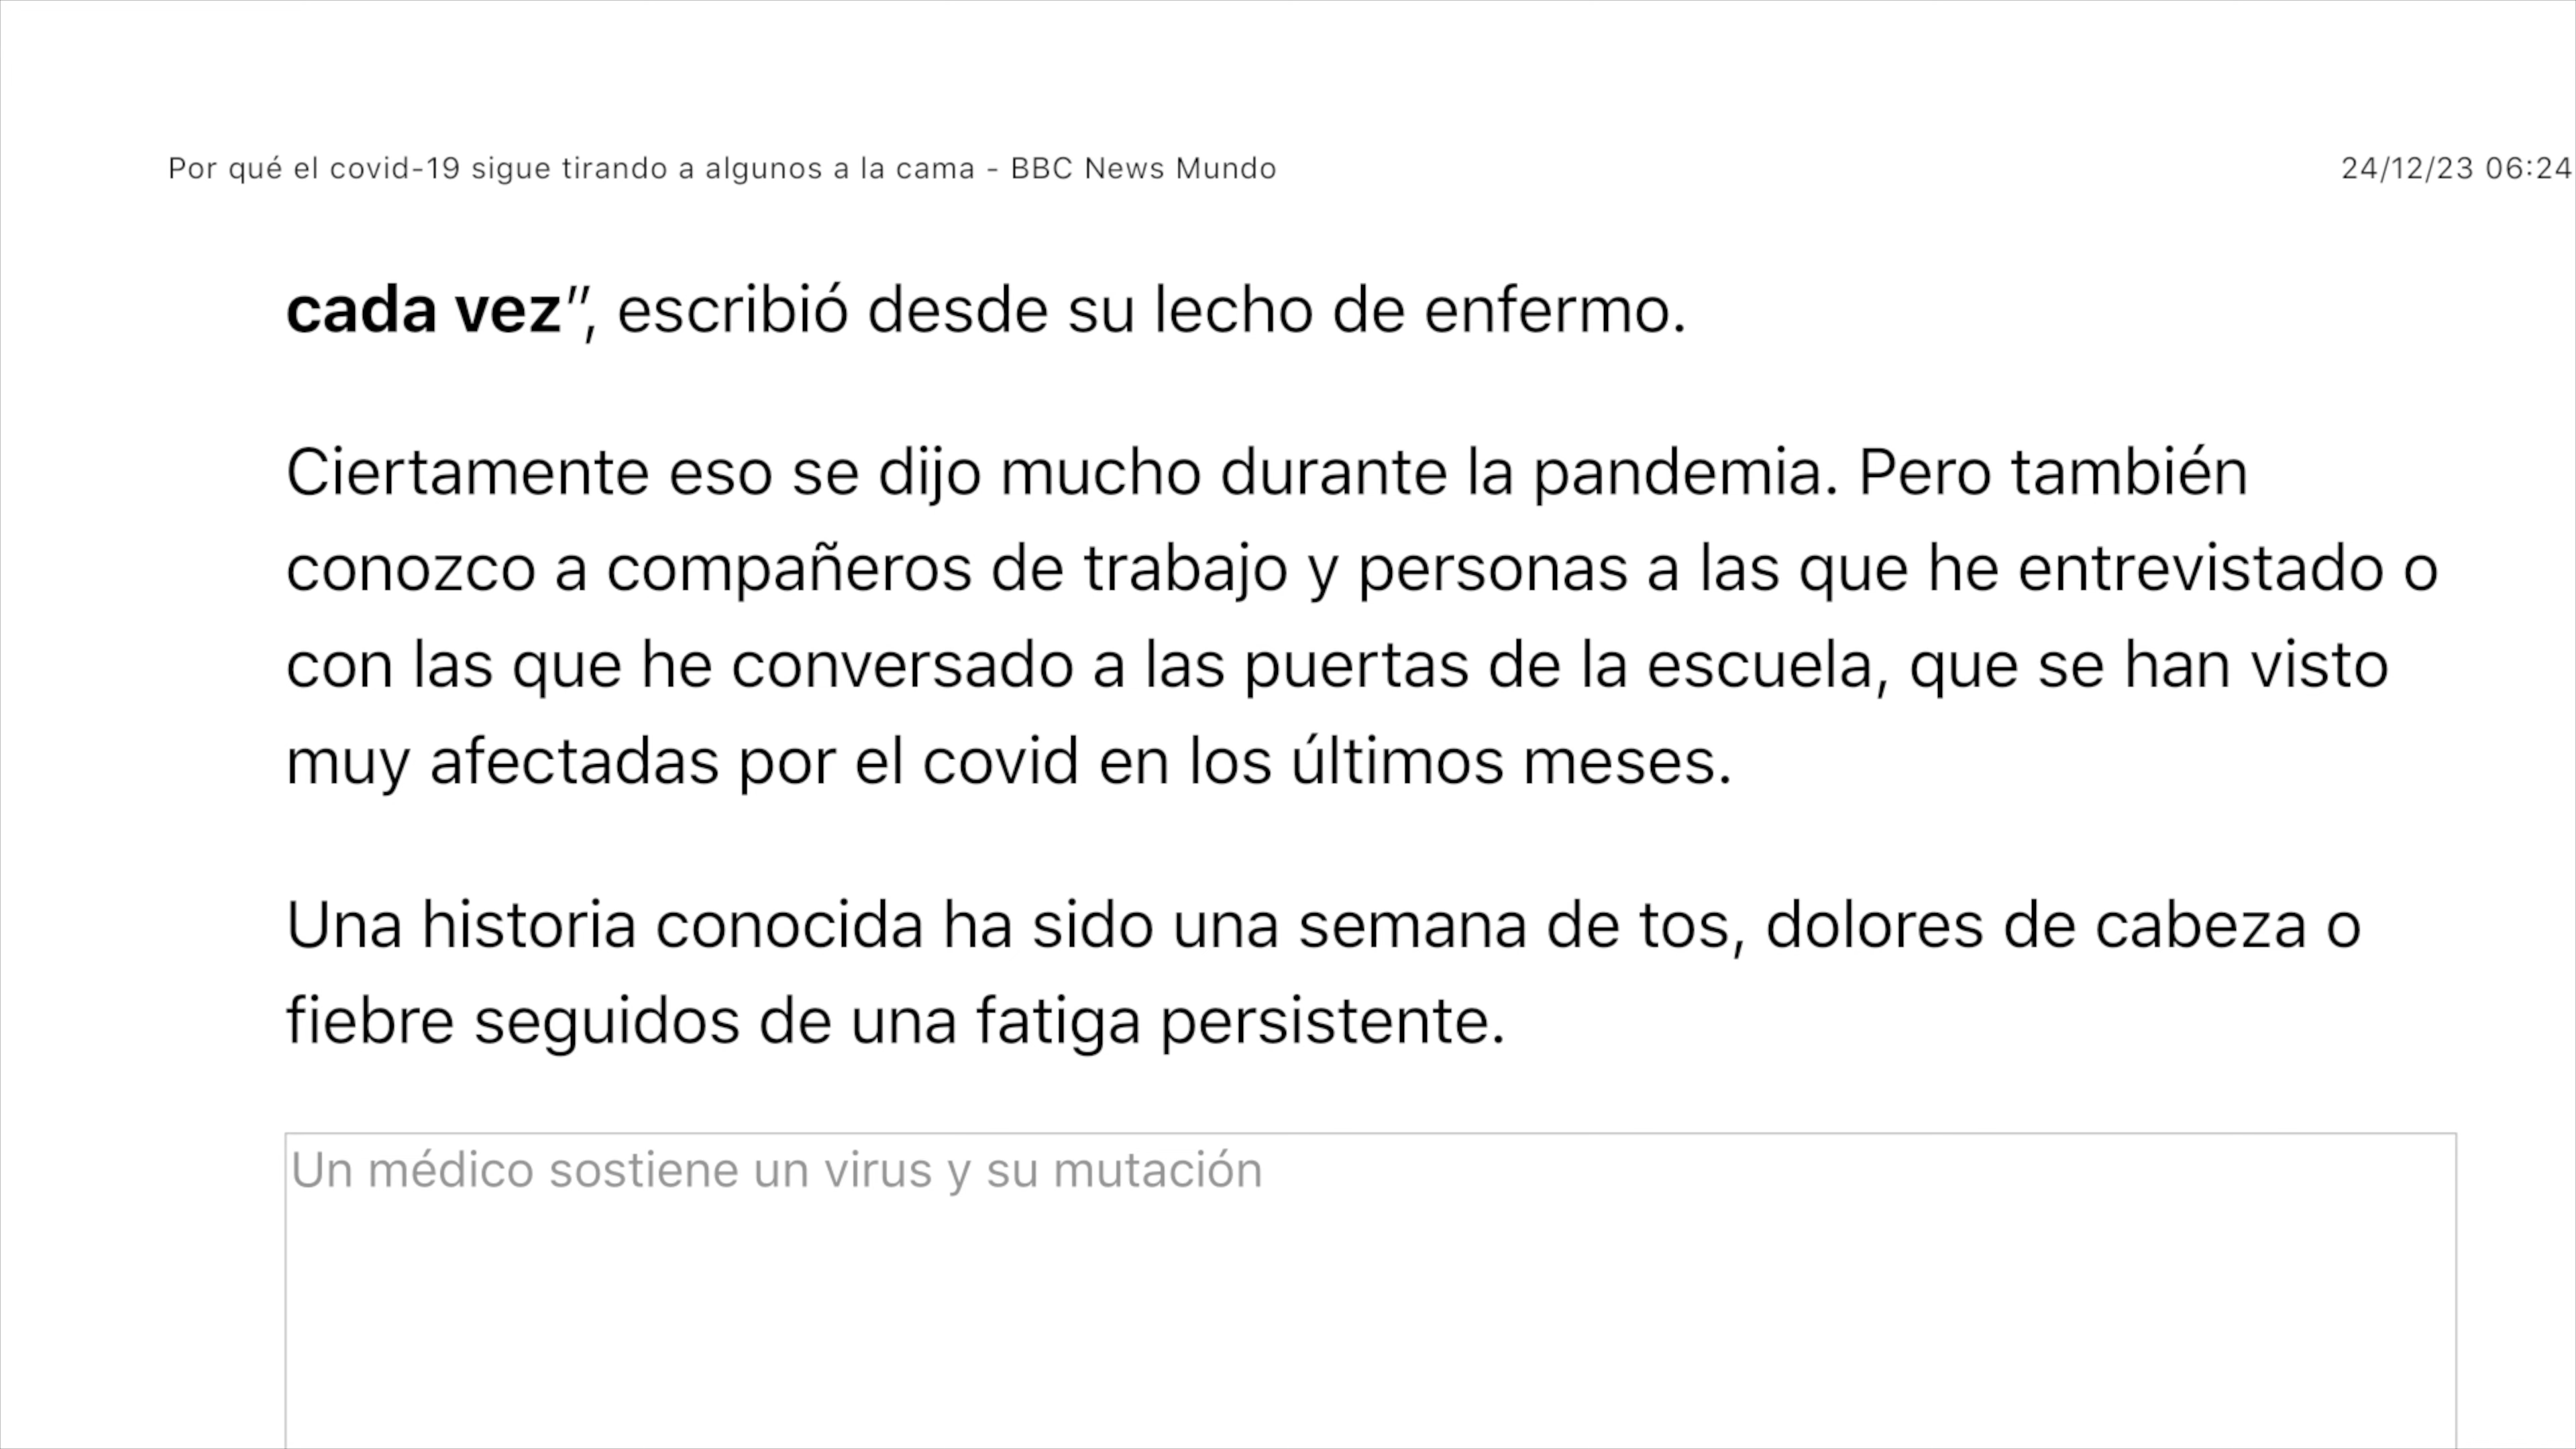 Por qué el covid-19 sigue tirando a algunos a la cama - BBC News Mundo
24/12/23 06:24
cada vez”, escribió desde su lecho de enfermo.
Ciertamente eso se dijo mucho durante la pandemia. Pero también
conozco a compañeros de trabajo y personas a las que he entrevistado o
con las que he conversado a las puertas de la escuela, que se han visto
muy afectadas por el covid en los últimos meses.
Una historia conocida ha sido una semana de tos, dolores de cabeza o
fiebre seguidos de una fatiga persistente.
Un médico sostiene un virus y su mutación